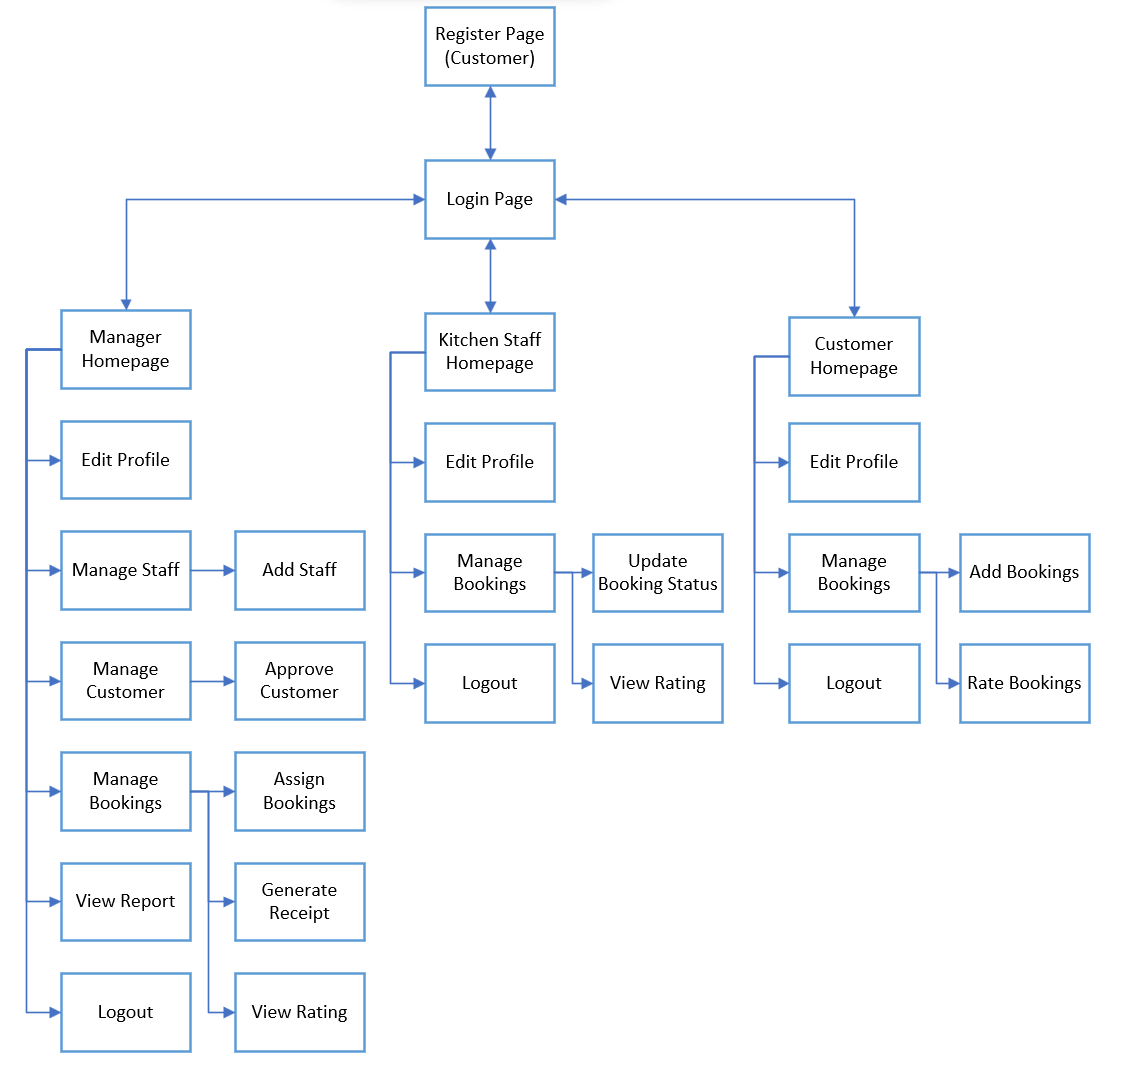 Register Page
(Customer)
Login Page
Manager
Homepage
Edit Profile
Manage Staff
Add Staff
Manage
Customer
Approve
Customer
Manage
Bookings
Assign
Bookings
View Report
Generate
Receipt
Logout
View Rating
Kitchen Staff
Homepage
Edit Profile
Manage
Bookings
Update
Booking Status
Logout
View Rating
Customer
Homepage
Edit Profile
Manage
Bookings
Add Bookings
Logout
Rate Bookings